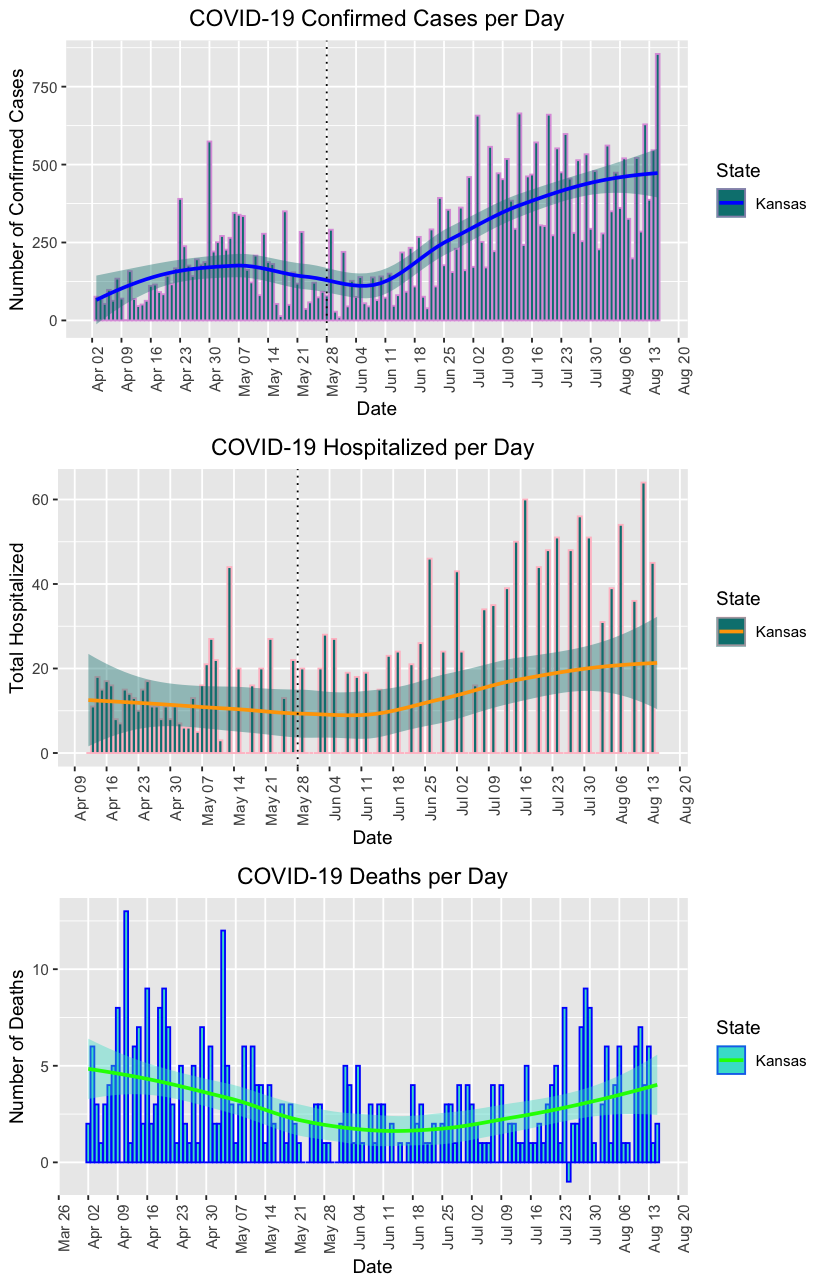 COVID-19 Confirmed Cases per Day
Number of Confirmed Cases
750
500
250
0
Apr 02
Apr 09
Apr 16
Apr 23
Apr 30
May 07
May 14
May 21
May 28
Jun 04
Jun 11
Jun 18
Jun 25
Jul 02
Jul 09
Jul 16
Jul 23
Jul 30
Aug 06
Aug 13
Aug 20
Date
State
Kansas
COVID-19 Hospitalized per Day
Total Hospitalized
60
40
20
0
Apr 09
Apr 16
Apr 23
Apr 30
May 07
May 14
May 21
May 28
Jun 04
Jun 11
Jun 18
Jun 25
Jul 02
Jul 09
Jul 16
Jul 23
Jul 30
Aug 06
Aug 13
Aug 20
Date
State
Kansas
COVID-19 Deaths per Day
Number of Deaths
10
5
0
Mar 26
Apr 02
Apr 09
Apr 16
Apr 23
Apr 30
May 07
May 14
May 21
May 28
Jun 04
Jun 11
Jun 18
Jun 25
Jul 02
Jul 09
Jul 16
Jul 23
Jul 30
Aug 06
Aug 13
Aug 20
Date
State
Kansas